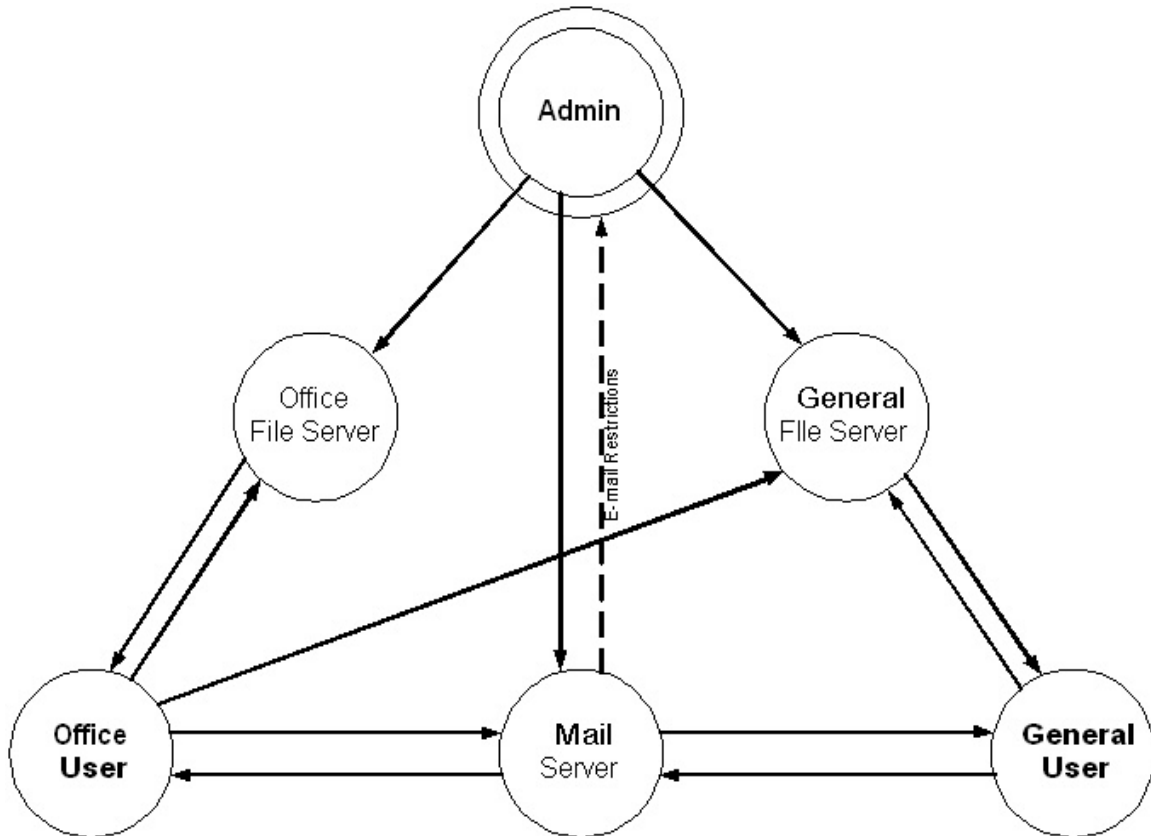 Admin
Office
File Server
General
FIle Server
E-mail Restrictions
Office
User
Mail
Server
General
User